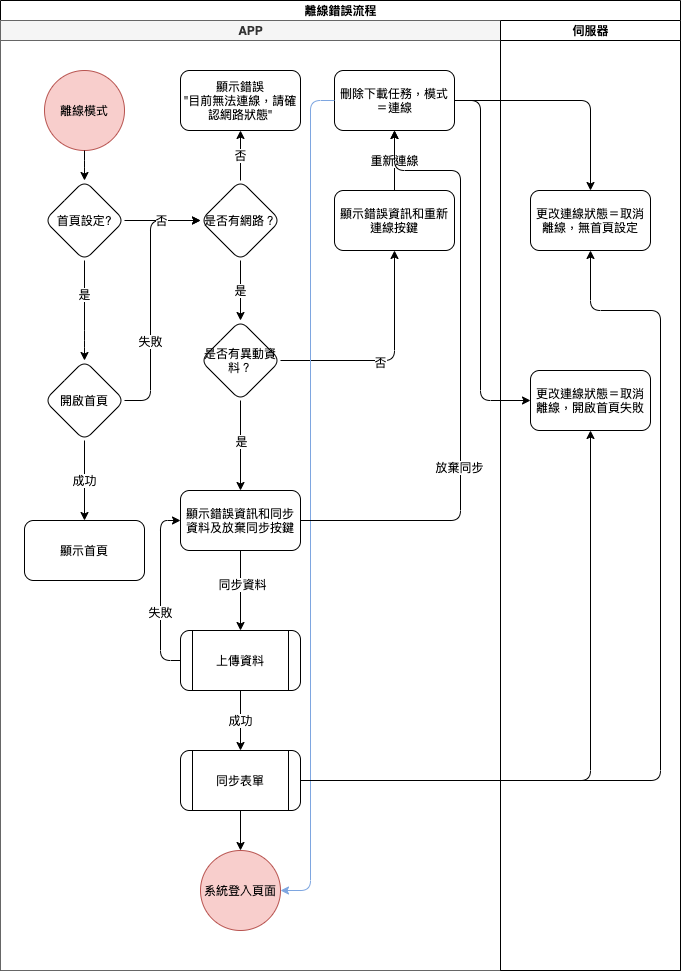 離線錯誤流程
APP
伺服器
離線模式
顯示錯誤
"目前無法連線，請確
認網路狀態"
刪除下載任務，模式
＝連線
否
重新連線
首頁設定?
否
是否有網路？
顯示錯誤資訊和重新
連線按鍵
更改連線狀態＝取消
離線，無首頁設定
是
是
失敗
是否有異動資
料？
否
開啟首頁
更改連線狀態＝取消
離線，開啟首頁失敗
是
放棄同步
成功
顯示錯誤資訊和同步
資料及放棄同步按鍵
顯示首頁
同步資料
失敗
上傳資料
成功
同步表單
系統登入頁面